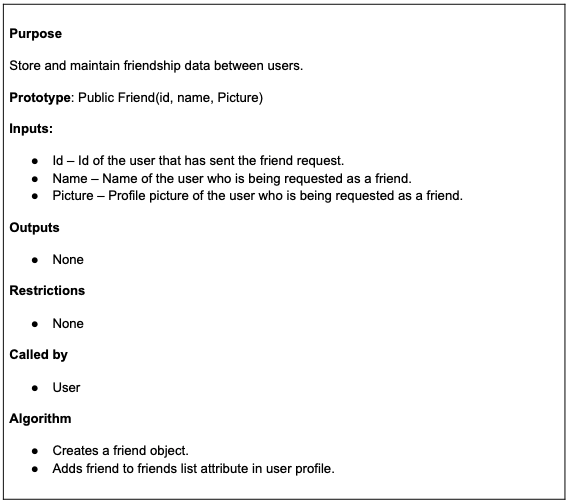 Purpose
Store and maintain friendship data between users.
Prototype: Public Friend(id, name, Picture)
Inputs:
● Id – Id of the user that has sent the friend request.
● Name – Name of the user who is being requested as a friend.
● Picture – Profile picture of the user who is being requested as a friend.
Outputs
● None
Restrictions
● None
Called by
● User
Algorithm
● Creates a friend object.
● Adds friend to friends list attribute in user profile.